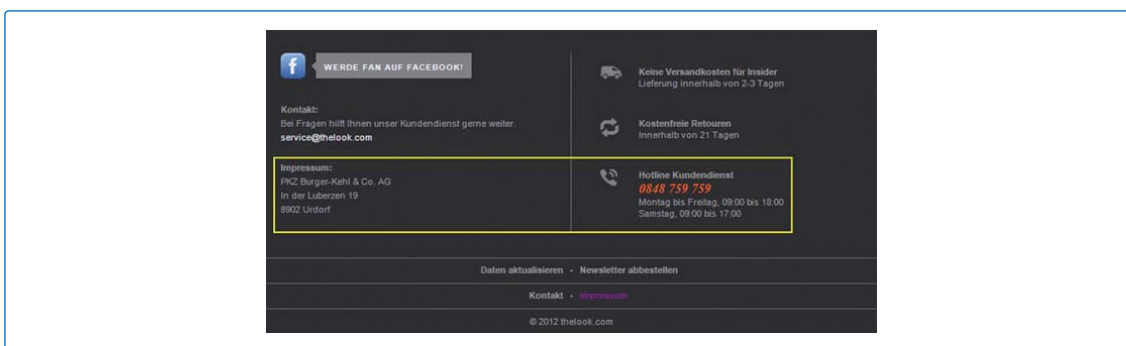 WERDE FAN AUF FACEBOOK!
Kontakt:
Bei Fragen hilft Ihnen unser Kundendienst gerne weiter.
service@thelook.com
Impressum:
PKZ Burger-Kehl & Co. AG
In der Luberzen 19
8902 Urdorf
Keine Versandkosten für Insider
Lieferung innerhalb von 2-3 Tagen
Kostenfreie Retouren
Innerhalb von 21 Tagen
Hotline Kundendienst
0848 759 759
Montag bis Freitag, 09:00 bis 18:00
Samstag, 09:00 bis 17:00
Daten aktualisieren - Newsletter abbestellen
Kontakt - Impressum
© 2012 thelook.com